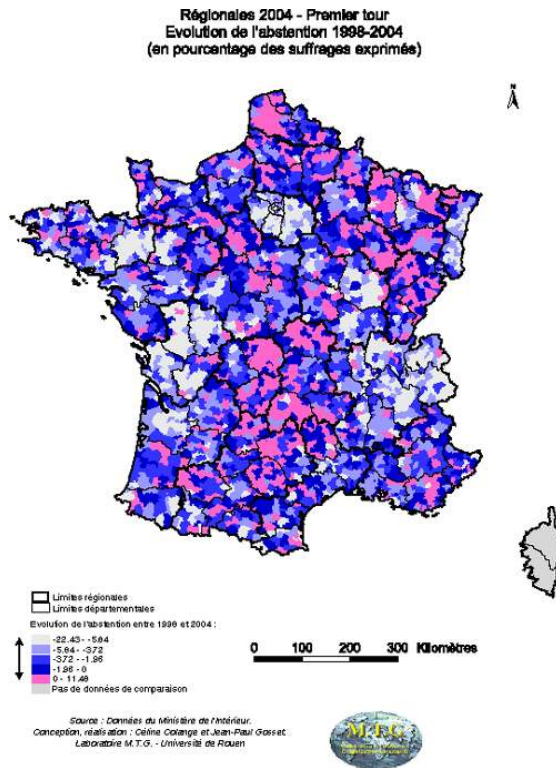 Régionales 2004 - Premier tour
Evolution de l'abstention 1998-2004
(en pourcentage des suffrages exprimés)
N
Limites régionales
Limites départementales
Evolution de l'abstention entre 1998 et 2004 :
-22.43 - -5.84
-5.84 - -3.72
-3.72 - -1.96
-1.96 - 0
0 - 11.48
Pas de données de comparaison
0 100 200 300 Kilomètres
Source : Données du Ministère de l'Intérieur.
Conception, réalisation : Céline Colange et Jean-Paul Gosset.
Laboratoire M.T.G. - Université de Rouen
M.T.G.